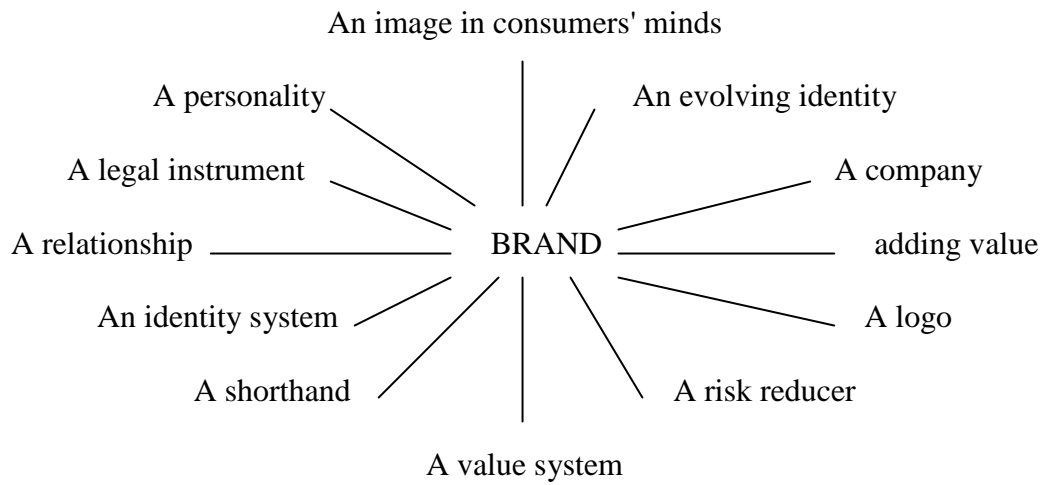 An image in consumers' minds
A personality
An evolving identity
A legal instrument
A company
A relationship
BRAND
adding value
An identity system
A logo
A shorthand
A risk reducer
A value system